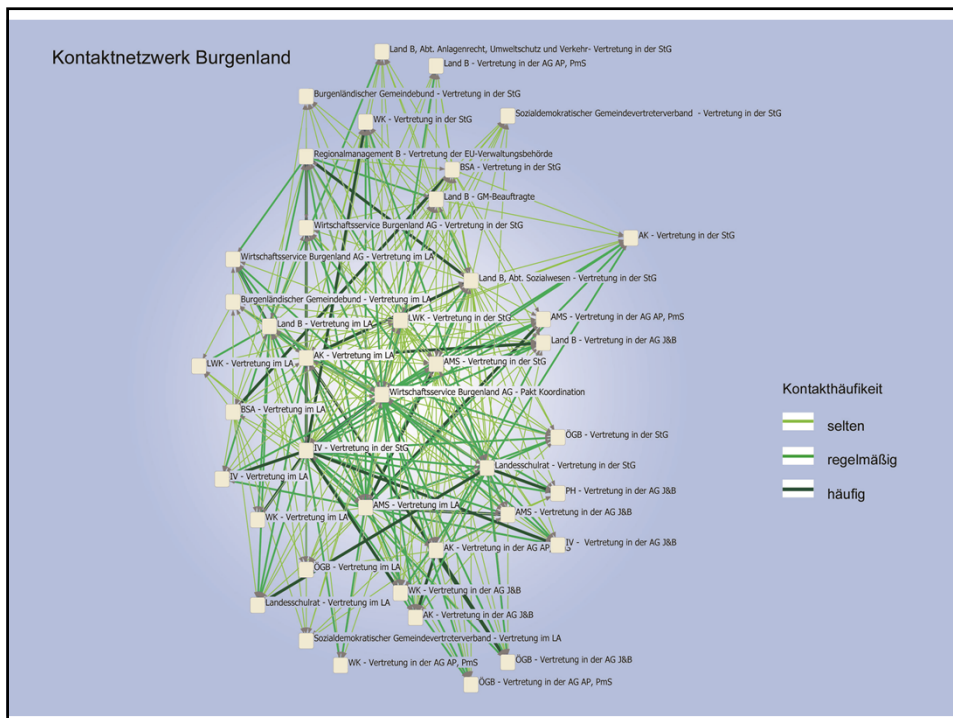 Kontaktnetzwerk Burgenland
Land B, Abt. Anlagenrecht, Umweltschutz und Verkehr- Vertretung in der StG
Land B - Vertretung in der AG AP, PmS
Burgenländischer Gemeindebund - Vertretung in der StG
Sozialdemokratischer Gemeindevertreterverband - Vertretung in der StG
WK - Vertretung in der StG
Regionalmanagement B - Vertretung der EU-Verwaltungsbehörde
BSA - Vertretung in der StG
Land B - GM-Beauftragte
Wirtschaftsservice Burgenland AG - Vertretung in der StG
AK - Vertretung in der StG
Wirtschaftsservice Burgenland AG - Vertretung im LA
Land B, Abt. Sozialwesen - Vertretung in der StG
Burgenländischer Gemeindebund - Vertretung im LA
LWK - Vertretung in der StG
AMS - Vertretung in der AG AP, PmS
Land B - Vertretung im LA
Land B - Vertretung in der AG J&B
AK - Vertretung im LA
LWK - Vertretung im LA
AMS - Vertretung in der StG
Wirtschaftsservice Burgenland AG - Pakt Koordination
Kontakthäufikeit
BSA - Vertretung im LA
selten
ÖGB - Vertretung in der StG
IV - Vertretung in der StG
regelmäßig
Landesschulrat - Vertretung in der StG
IV - Vertretung im LA
häufig
PH - Vertretung in der AG J&B
AMS - Vertretung im LA
AMS - Vertretung in der AG J&B
WK - Vertretung im LA
IV - Vertretung in der AG J&B
AK - Vertretung in der AG AP,
ÖGB - Vertretung im LA
WK - Vertretung in der AG J&B
Landesschulrat - Vertretung im LA
AK - Vertretung in der AG J&B
Sozialdemokratischer Gemeindevertreterverband - Vertretung im LA
ÖGB - Vertretung in der AG J&B
WK - Vertretung in der AG AP, PmS
ÖGB - Vertretung in der AG AP, PmS